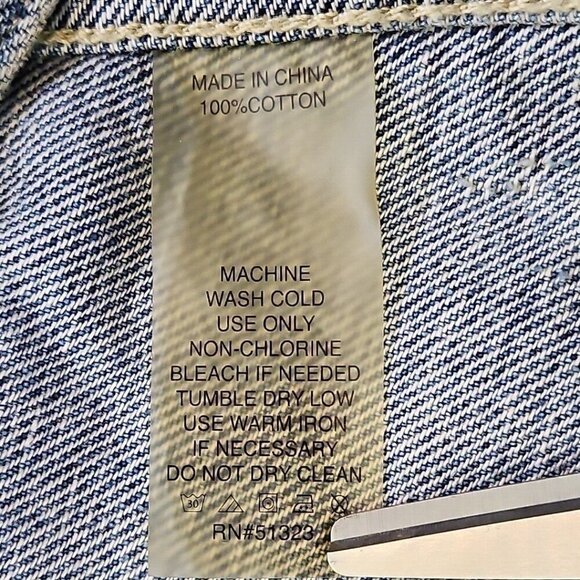 MADE IN CHINA
100%COTTON
MACHINE
WASH COLD
USE ONLY
NON-CHLORINE
BLEACH IF NEEDED
TUMBLE DRY LOW
USE WARM IRON
IF NECESSARY
DO NOT DRY CLEAN
30
RN#51323